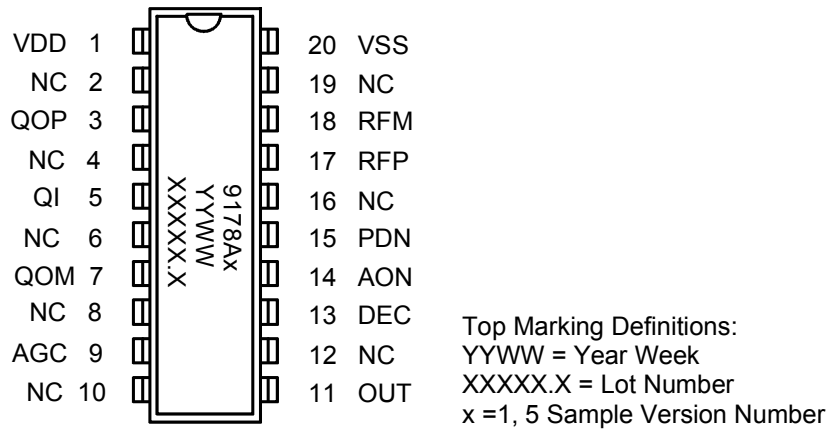 VDD 1
NC 2
QOP 3
NC 4
QI 5
NC 6
QOM 7
NC 8
AGC 9
NC 10
9178Ax
YYWW
XXXXX.X
20 VSS
19 NC
18 RFM
17 RFP
16 NC
15 PDN
14 AON
13 DEC
12 NC
11 OUT
Top Marking Definitions:
YYWW = Year Week
XXXXX.X = Lot Number
x =1, 5 Sample Version Number